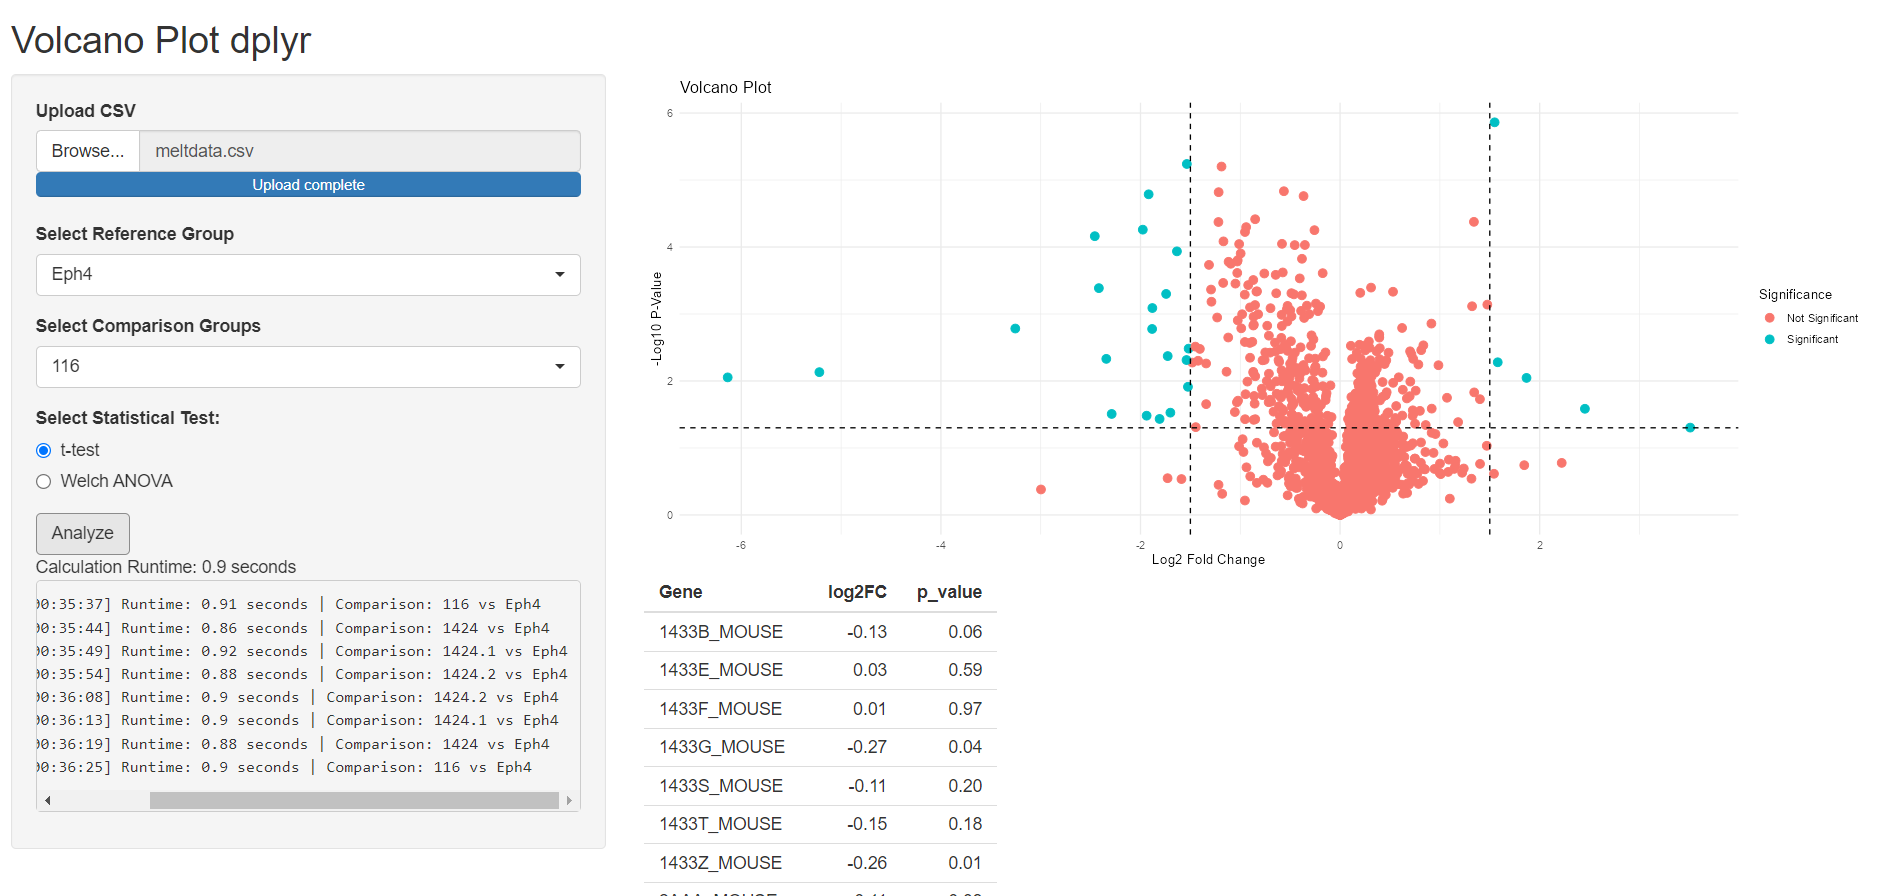 Volcano Plot dplyr
Upload CSV
Browse...
meltdata.csv
Upload complete
Select Reference Group
Eph4
Select Comparison Groups
116
Select Statistical Test:
t-test
Welch ANOVA
Analyze
Calculation Runtime: 0.9 seconds
0:35:37] Runtime: 0.91 seconds | Comparison: 116 vs Eph4
0:35:44] Runtime: 0.86 seconds | Comparison: 1424 vs Eph4
0:35:49] Runtime: 0.92 seconds | Comparison: 1424.1 vs Eph4
0:35:54] Runtime: 0.88 seconds | Comparison: 1424.2 vs Eph4
0:36:08] Runtime: 0.9 seconds | Comparison: 1424.2 vs Eph4
0:36:13] Runtime: 0.9 seconds | Comparison: 1424.1 vs Eph4
0:36:19] Runtime: 0.88 seconds | Comparison: 1424 vs Eph4
0:36:25] Runtime: 0.9 seconds | Comparison: 116 vs Eph4
Volcano Plot
-Log10 P-Value
6
4
2
0
-6 -4 -2 0 2
Log2 Fold Change
Significance
Not Significant
Significant
Gene log2FC p_value
1433B_MOUSE -0.13 0.06
1433E_MOUSE 0.03 0.59
1433F_MOUSE 0.01 0.97
1433G_MOUSE -0.27 0.04
1433S_MOUSE -0.11 0.20
1433T_MOUSE -0.15 0.18
1433Z_MOUSE -0.26 0.01